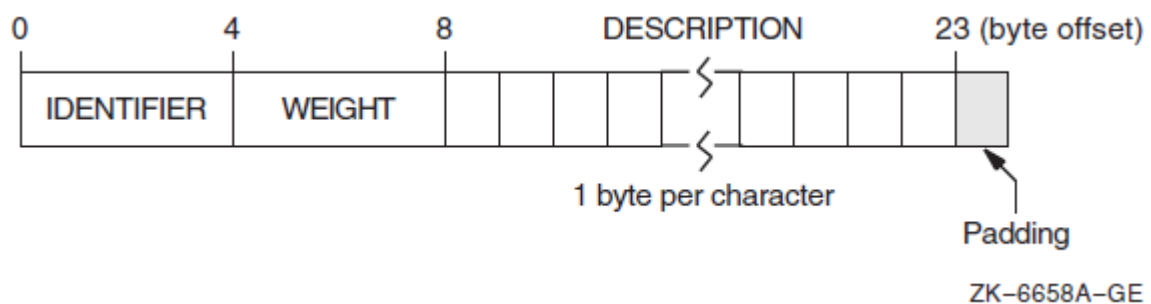 0 4 8 DESCRIPTION 23 (byte offset)
IDENTIFIER WEIGHT
1 byte per character
Padding
ZK–6658A–GE